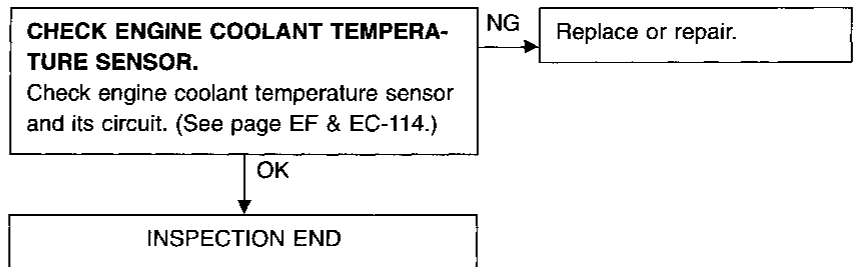 CHECK ENGINE COOLANT TEMPERA-
TURE SENSOR.
Check engine coolant temperature sensor
and its circuit. (See page EF & EC-114.)
NG
Replace or repair.
OK
INSPECTION END